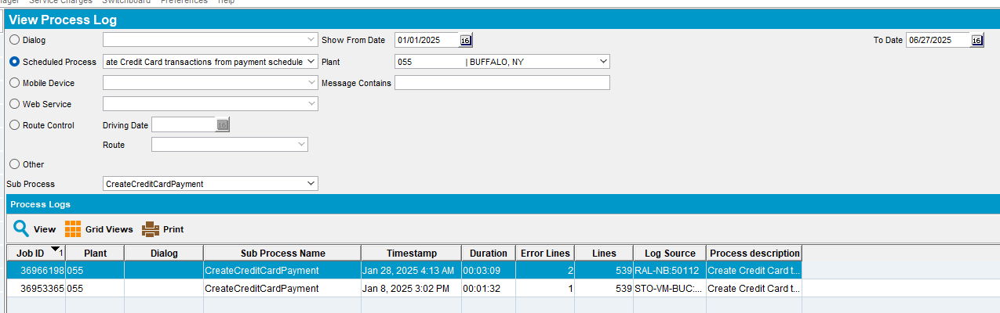 Service Charges Switchboard Preferences Help
View Process Log
Dialog Show From Date 01/01/2025 16 To Date 06/27/2025 16
Scheduled Process ate Credit Card transactions from payment schedule Plant 055 | BUFFALO, NY
Mobile Device Message Contains
Web Service
Route Control Driving Date 16
Route
Other
Sub Process CreateCreditCardPayment
Process Logs
View Grid Views Print
Job ID 1 Plant Dialog Sub Process Name Timestamp Duration Error Lines Lines Log Source Process description
36966198 055 CreateCreditCardPayment Jan 28, 2025 4:13 AM 00:03:09 2 539 RAL-NB:50112 Create Credit Card t...
36953365 055 CreateCreditCardPayment Jan 8, 2025 3:02 PM 00:01:32 1 539 STO-VM-BUC:... Create Credit Card t...